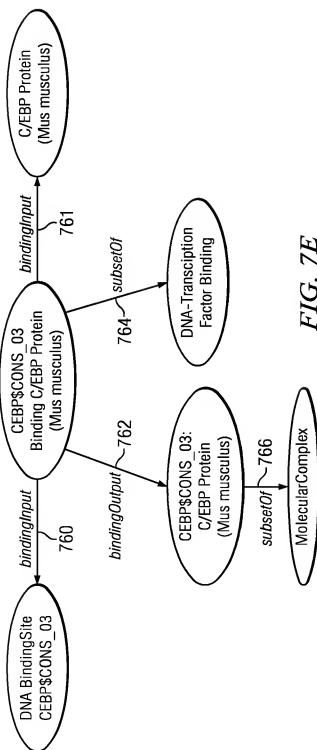 DNA BindingSite
CEBP$CONS_03
bindingInput
760
CEBP$CONS_03
Binding C/EBP Protein
(Mus musculus)
bindingInput
761
C/EBP Protein
(Mus musculus)
bindingOutput
762
764
subsetOf
CEBP$CONS_03:
C/EBP Protein
(Mus musculus)
DNA-Transciption
Factor Binding
subsetOf
766
MolecularComplex
FIG. 7E